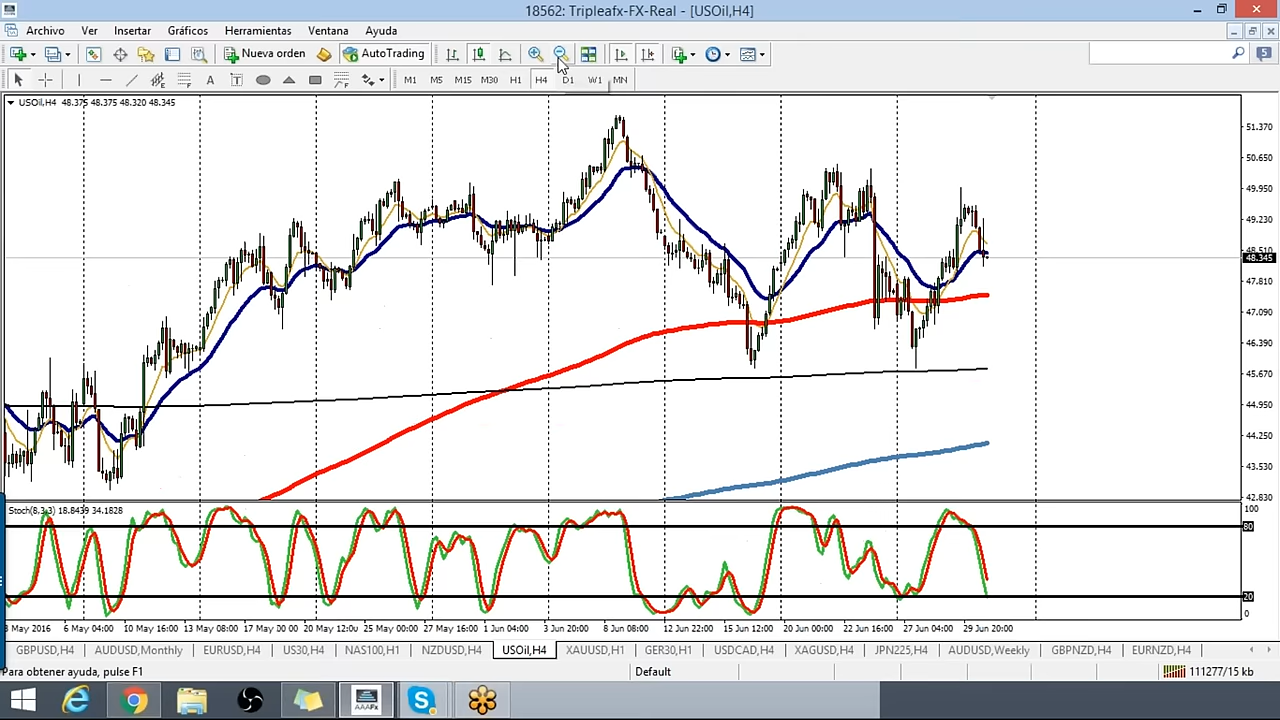 18562: Tripleafx-FX-Real - [USOil,H4]
Archivo Ver Insertar Gráficos Herramientas Ventana Ayuda
Nueva orden AutoTrading
A T M1 M5 M15 M30 H1 H4 D1 W1 MN
USOil,H4 48.375 48.375 48.320 48.345
51.370
50.650
49.950
49.230
48.510
48.345
47.810
47.090
46.390
45.670
44.950
44.250
43.530
42.830
Stoch(8,3,3) 18.8439 34.1828
100
80
20
0
3 May 2016 6 May 04:00 10 May 16:00 13 May 08:00 17 May 00:00 20 May 12:00 25 May 00:00 27 May 16:00 1 Jun 04:00 3 Jun 20:00 8 Jun 08:00 12 Jun 22:00 15 Jun 12:00 20 Jun 00:00 22 Jun 16:00 27 Jun 04:00 29 Jun 20:00
GBPUSD,H4 AUDUSD,Monthly EURUSD,H4 US30,H4 NAS100,H1 NZDUSD,H4 USOil,H4 XAUUSD,H1 GER30,H1 USDCAD,H4 XAGUSD,H4 JPN225,H4 AUDUSD,Weekly GBPNZD,H4 EURNZD,H4
Para obtener ayuda, pulse F1 Default 111277/15 kb